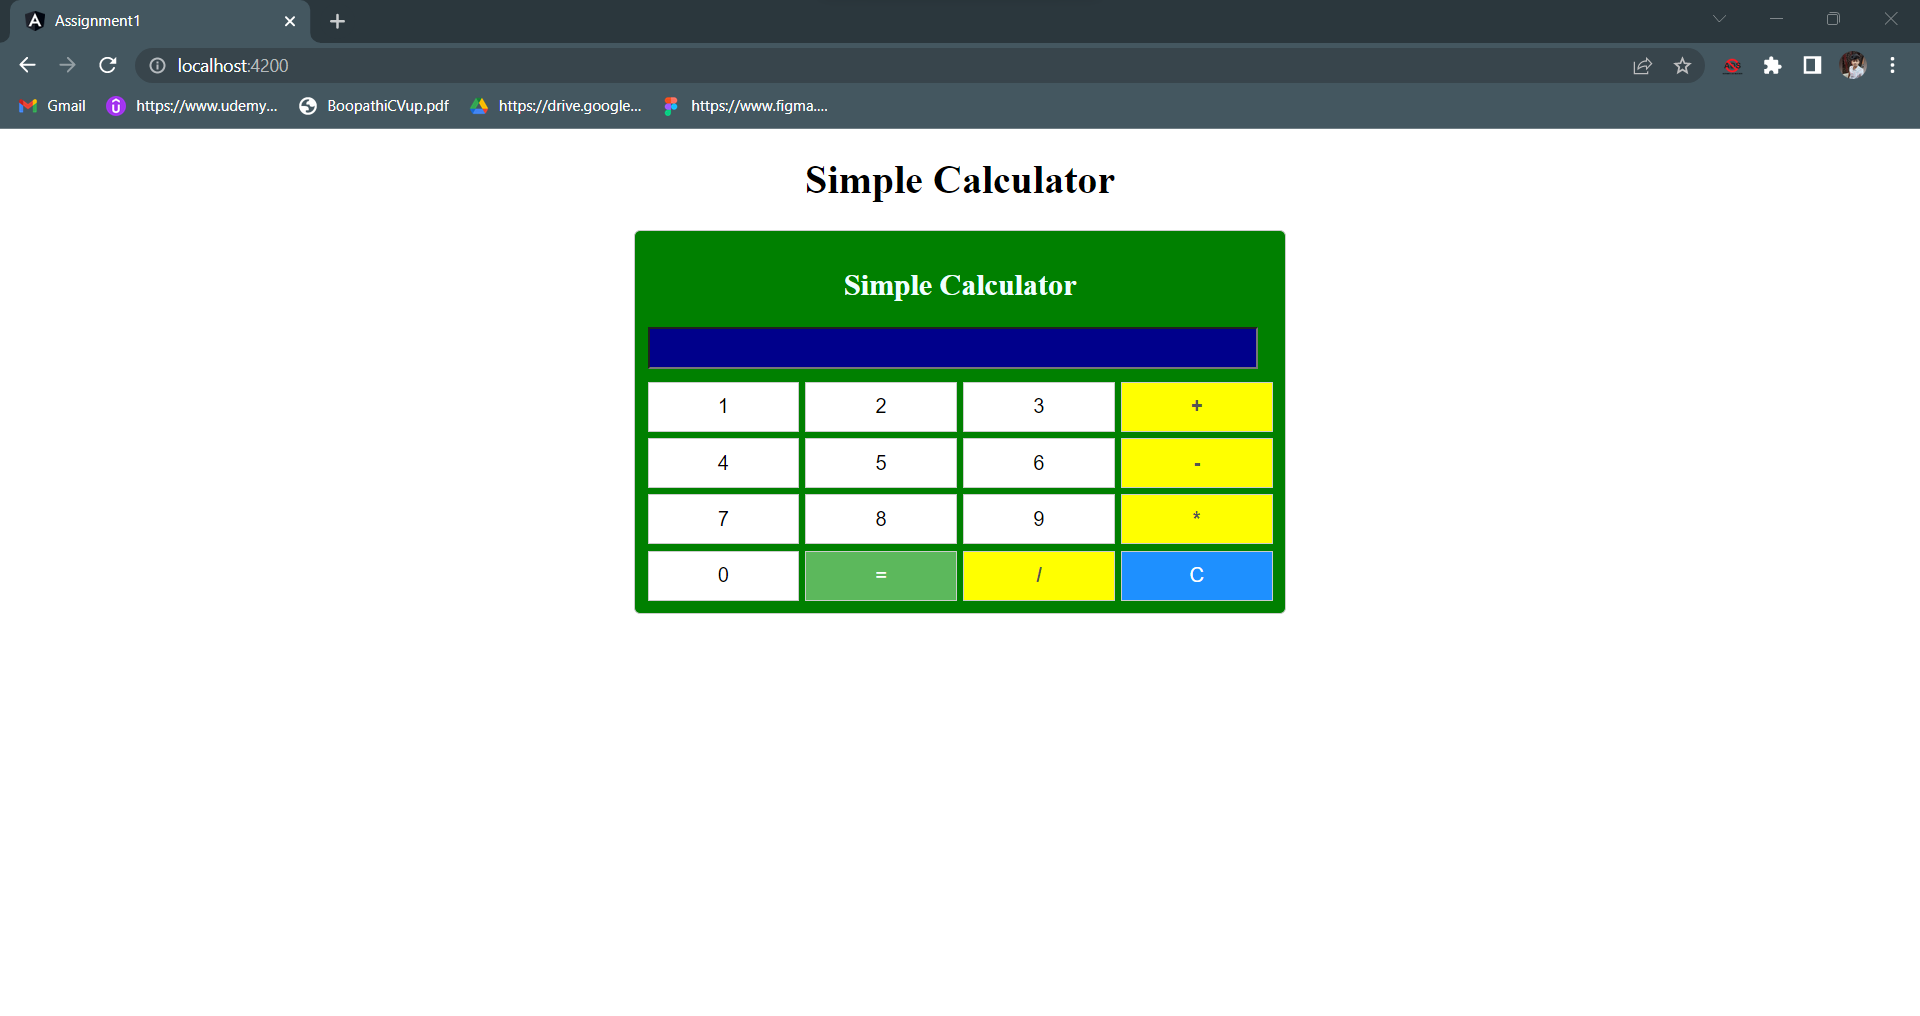 Assignment1
localhost:4200
ADS
Gmail https://www.udemy... BoopathiCVup.pdf https://drive.google... https://www.figma....
Simple Calculator
Simple Calculator
1 2 3 +
4 5 6 -
7 8 9 *
0 = / C